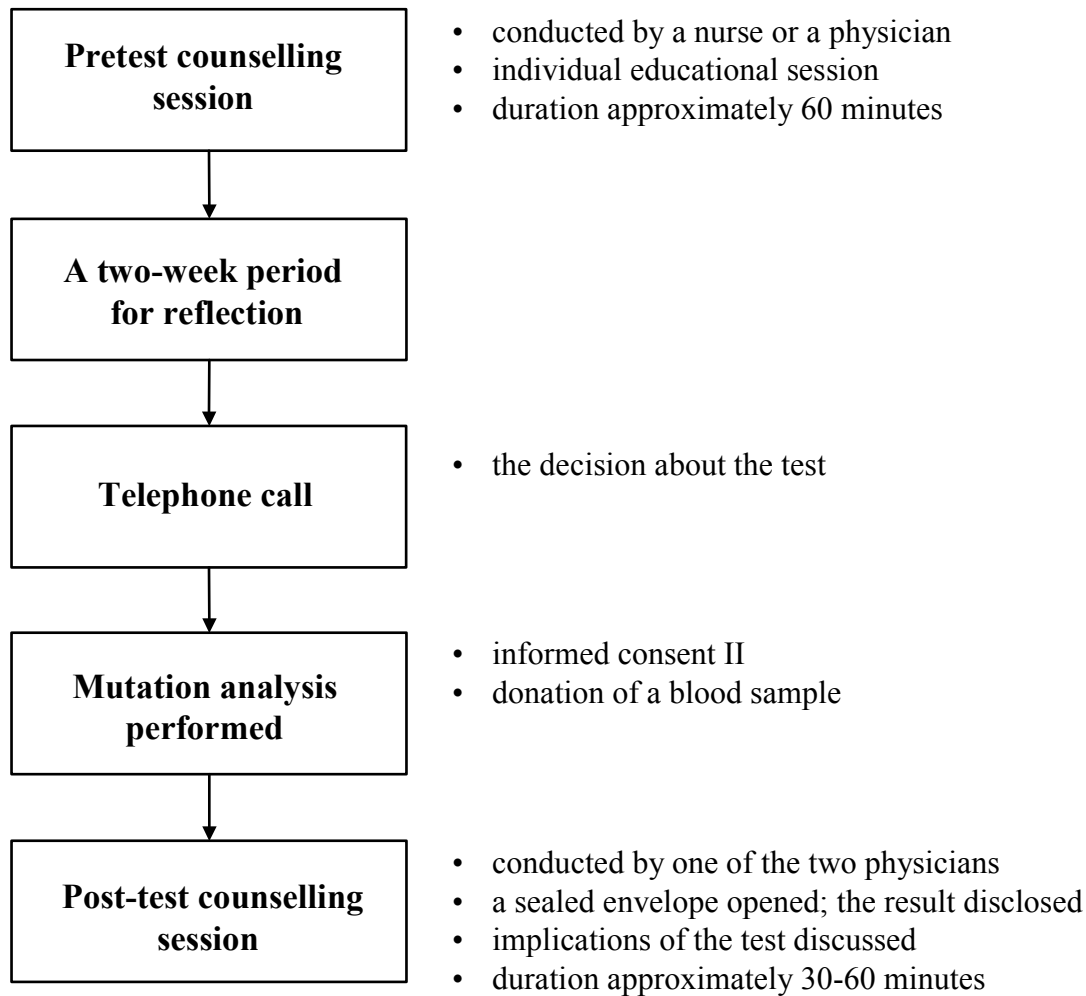 Pretest counselling
session
• conducted by a nurse or a physician
• individual educational session
• duration approximately 60 minutes
A two-week period
for reflection
Telephone call
• the decision about the test
Mutation analysis
performed
• informed consent II
• donation of a blood sample
Post-test counselling
session
• conducted by one of the two physicians
• a sealed envelope opened; the result disclosed
• implications of the test discussed
• duration approximately 30-60 minutes